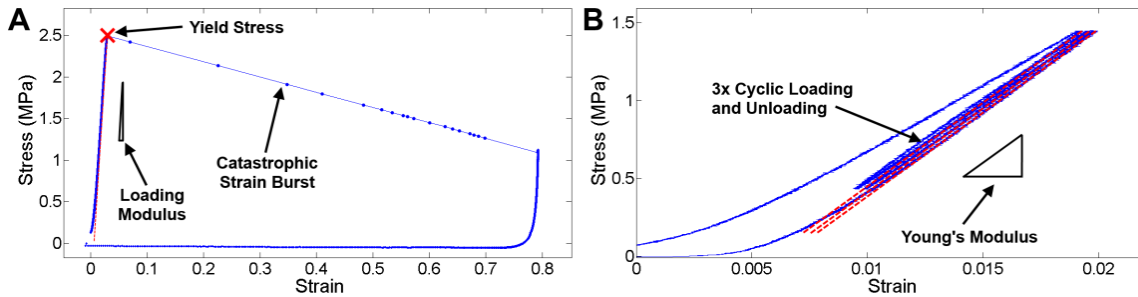 A
Yield Stress
2.5
2
1.5
1
0.5
0
Stress (MPa)
Loading
Modulus
Catastrophic
Strain Burst
0
0.1
0.2
0.3
0.4
0.5
0.6
0.7
0.8
Strain
B
1.5
1
0.5
0
Stress (MPa)
3x Cyclic Loading
and Unloading
Young's Modulus
0
0.005
0.01
0.015
0.02
Strain